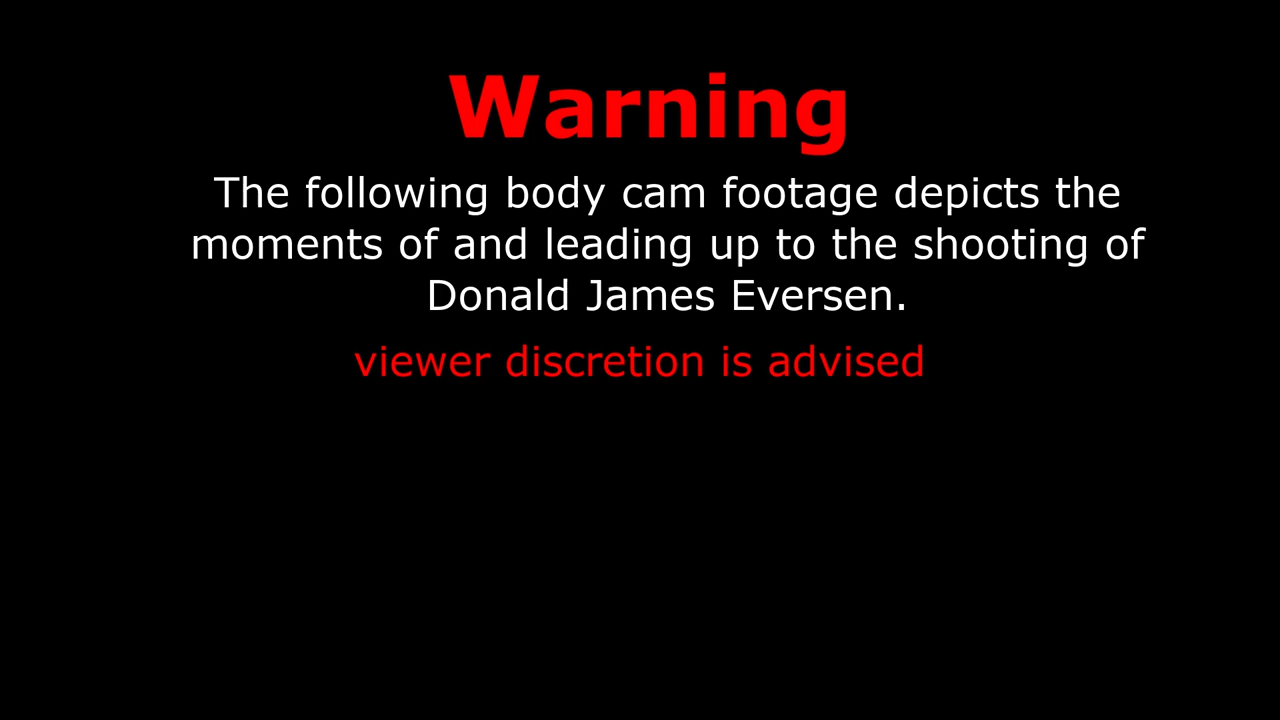 Warning
The following body cam footage depicts the
moments of and leading up to the shooting of
Donald James Eversen.
viewer discretion is advised